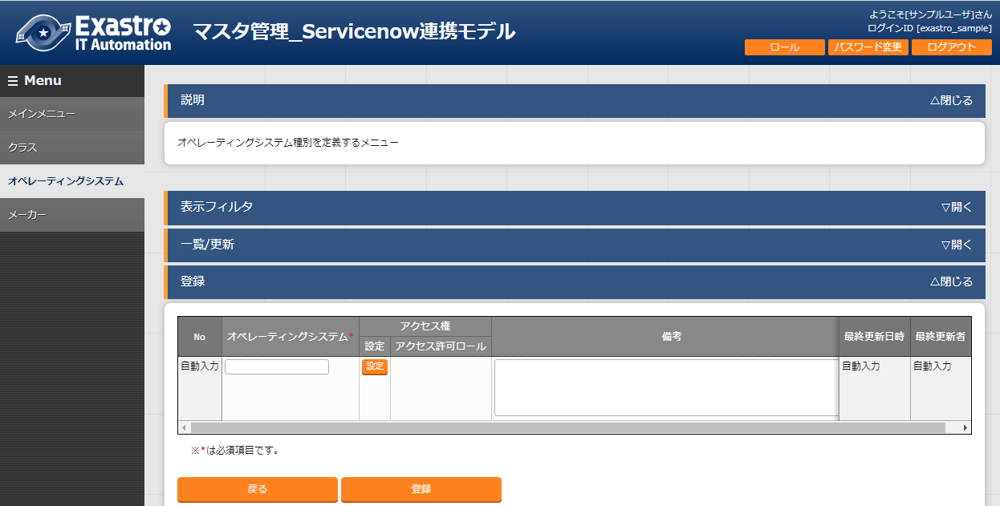 Exastro
IT Automation
マスタ管理_Servicenow連携モデル
ようこそ[サンプルユーザ]さん
ログインID [exastro_sample]
ロール パスワード変更 ログアウト
Menu
メインメニュー
クラス
オペレーティングシステム
メーカー
説明 △閉じる
オペレーティングシステム種別を定義するメニュー
表示フィルタ ▽開く
一覧/更新 ▽開く
登録 △閉じる
No オペレーティングシステム* アクセス権 備考 最終更新日時 最終更新者
設定 アクセス許可ロール
自動入力 設定 自動入力 自動入力
※*は必須項目です。
戻る 登録